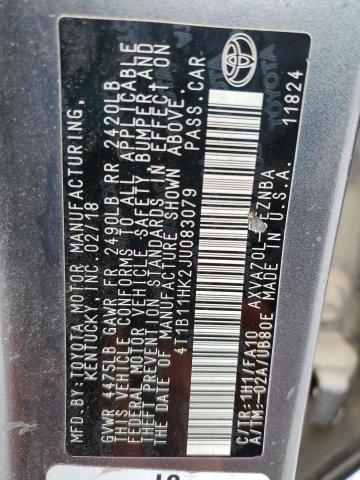 MFD.BY:TOYOTA MOTOR MANUFACTURING,
KENTUCKY, INC. 02/18
GVWR 4475LB GAWR FR 2490LB RR 2420LB
THIS VEHICLE CONFORMS TO ALL APPLICABLE
FEDERAL MOTOR VEHICLE SAFETY, BUMPER, AND
THEFT PREVENTION STANDARDS IN EFFECT ON
THE DATE OF MANUFACTURE SHOWN ABOVE.
4T1B11HK2JU083079 PASS.CAR
C/TR:1H1/FA10 AXVA70L- EZNBA
A/TM:-02A/UB80E MADE IN U.S.A.
11824
TOYOTA